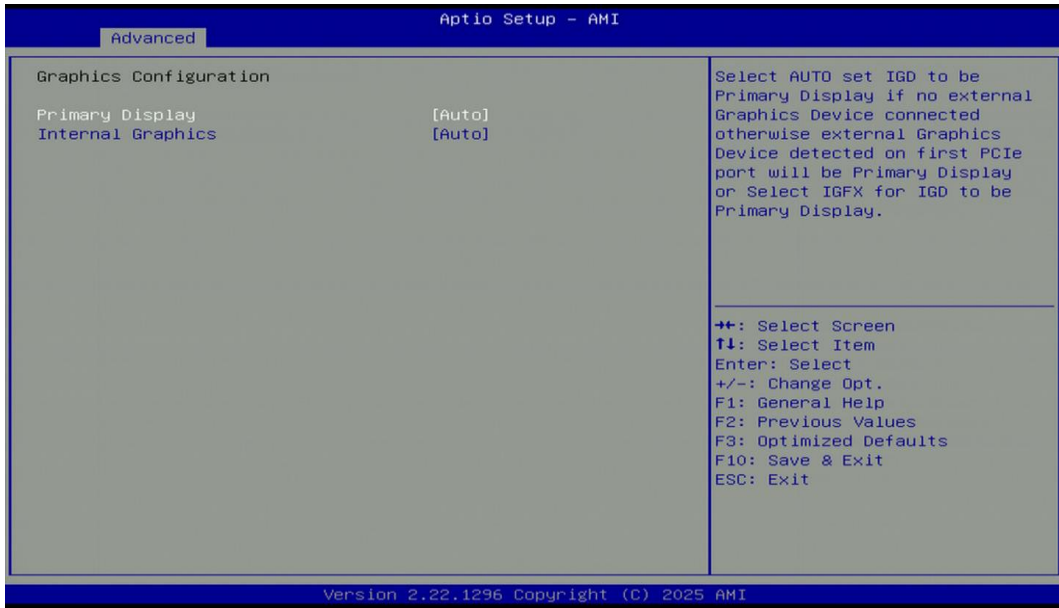 Aptio Setup - AMI
Advanced
Graphics Configuration
Primary Display [Auto]
Internal Graphics [Auto]
Select AUTO set IGD to be
Primary Display if no external
Graphics Device connected
otherwise external Graphics
Device detected on first PCIe
port will be Primary Display
or Select IGFX for IGD to be
Primary Display.
→←: Select Screen
↑↓: Select Item
Enter: Select
+/-: Change Opt.
F1: General Help
F2: Previous Values
F3: Optimized Defaults
F10: Save & Exit
ESC: Exit
Version 2.22.1296 Copyright (C) 2025 AMI